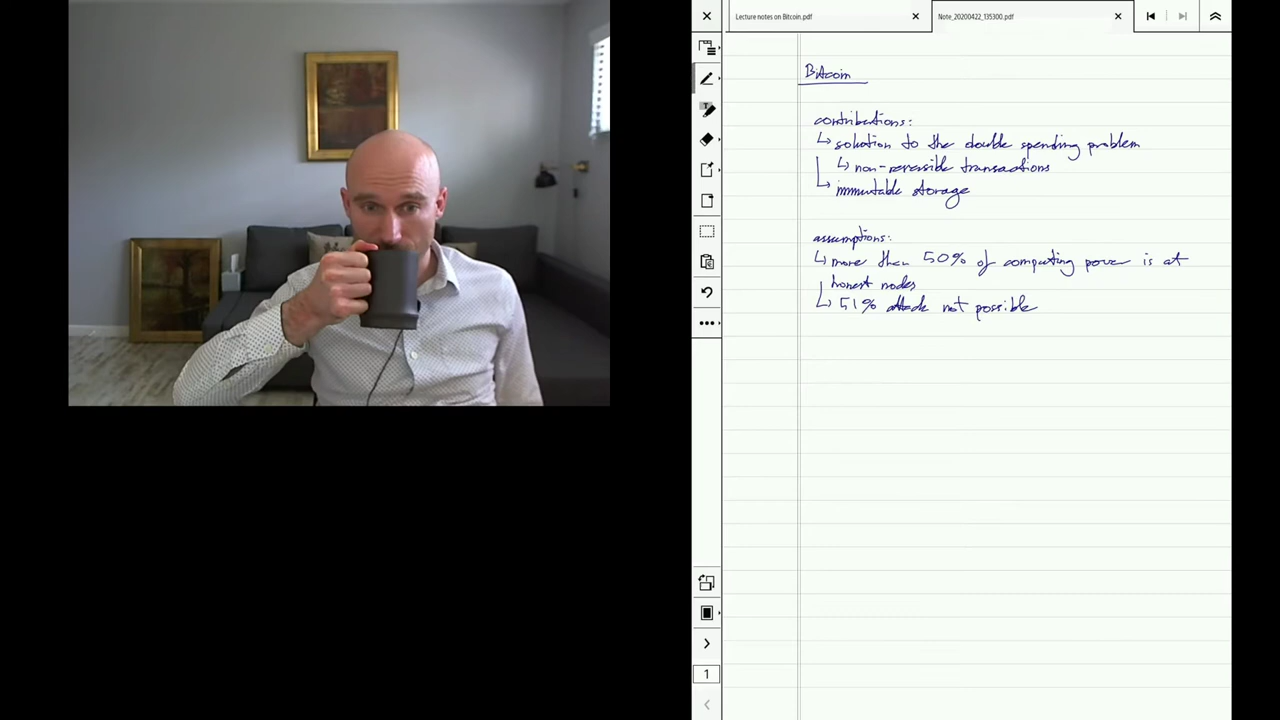 Lecture notes on Bitcoin.pdf
Note_20200422_135300.pdf
Bitcoin
contributions:
↳ solution to the double spending problem
↳ non-reversible transactions
↳ immutable storage
assumptions:
↳ more than 50% of computing power is at
honest nodes
↳ 51% attack not possible
1